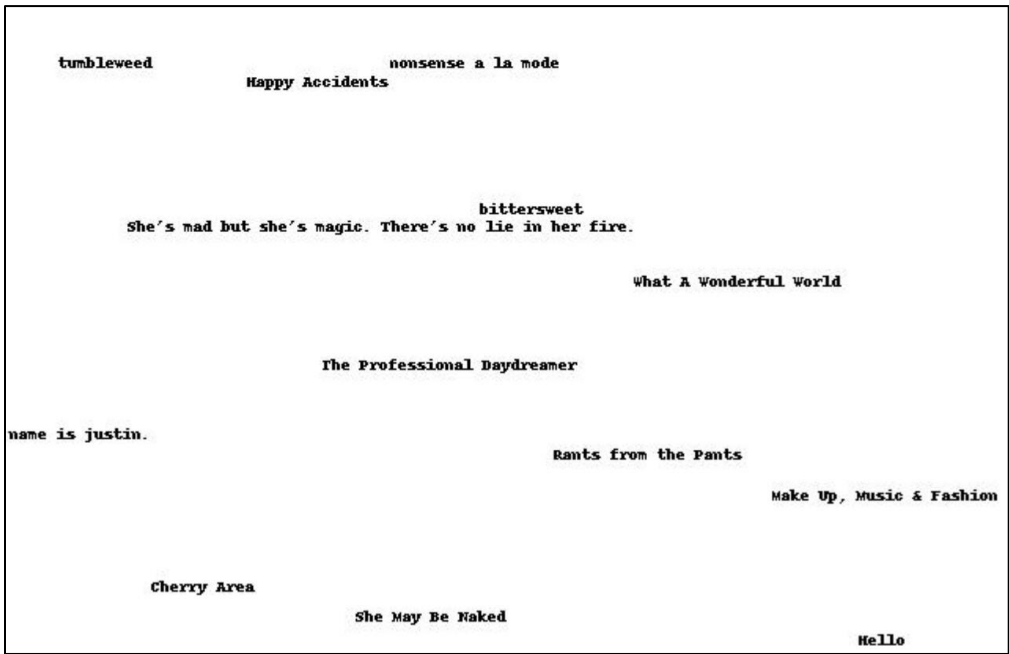 tumbleweed
nonsense a la mode
Happy Accidents
bittersweet
She's mad but she's magic. There's no lie in her fire.
What A Wonderful World
The Professional Daydreamer
name is justin.
Rants from the Pants
Make Up, Music & Fashion
Cherry Area
She May Be Naked
Hello